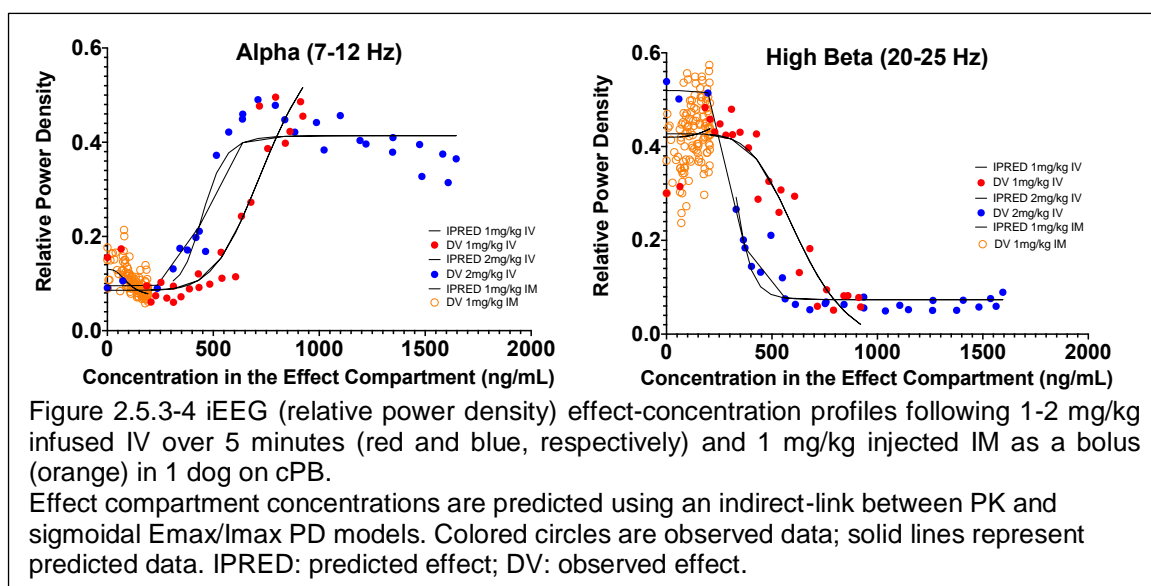 Alpha (7-12 Hz)
Relative Power Density
0.6
0.4
0.2
0.0
0 500 1000 1500 2000
Concentration in the Effect Compartment (ng/mL)
IPRED 1mg/kg IV
DV 1mg/kg IV
IPRED 2mg/kg IV
DV 2mg/kg IV
IPRED 1mg/kg IM
DV 1mg/kg IM
High Beta (20-25 Hz)
Relative Power Density
0.6
0.4
0.2
0.0
0 500 1000 1500 2000
Concentration in the Effect Compartment (ng/mL)
IPRED 1mg/kg IV
DV 1mg/kg IV
IPRED 2mg/kg IV
DV 2mg/kg IV
IPRED 1mg/kg IM
DV 1mg/kg IM
Figure 2.5.3-4 iEEG (relative power density) effect-concentration profiles following 1-2 mg/kg
infused IV over 5 minutes (red and blue, respectively) and 1 mg/kg injected IM as a bolus
(orange) in 1 dog on cPB.
Effect compartment concentrations are predicted using an indirect-link between PK and
sigmoidal Emax/Imax PD models. Colored circles are observed data; solid lines represent
predicted data. IPRED: predicted effect; DV: observed effect.